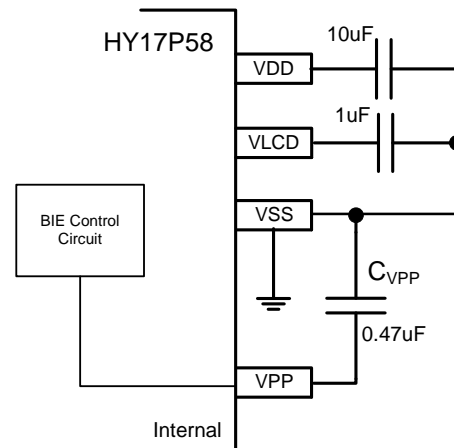 HY17P58
10uF
VDD
1uF
VLCD
BIE Control
Circuit
VSS
CVPP
0.47uF
VPP
Internal